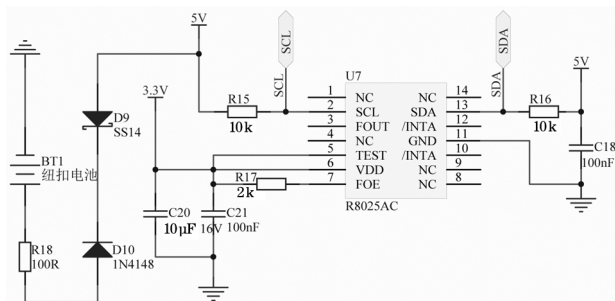 5V
SCL
SCL
SDA
SDA
5V
3.3V
D9
SS14
R15
10k
U7
1
NC
NC
14
2
SCL
SDA
13
3
FOUT
/INTA
12
4
NC
GND
11
5
TEST
/INTA
10
6
VDD
NC
9
7
FOE
NC
8
R8025AC
R16
10k
C18
100nF
BT1
纽扣电池
R17
2k
C20
10μF
16V
C21
100nF
R18
100R
D10
1N4148